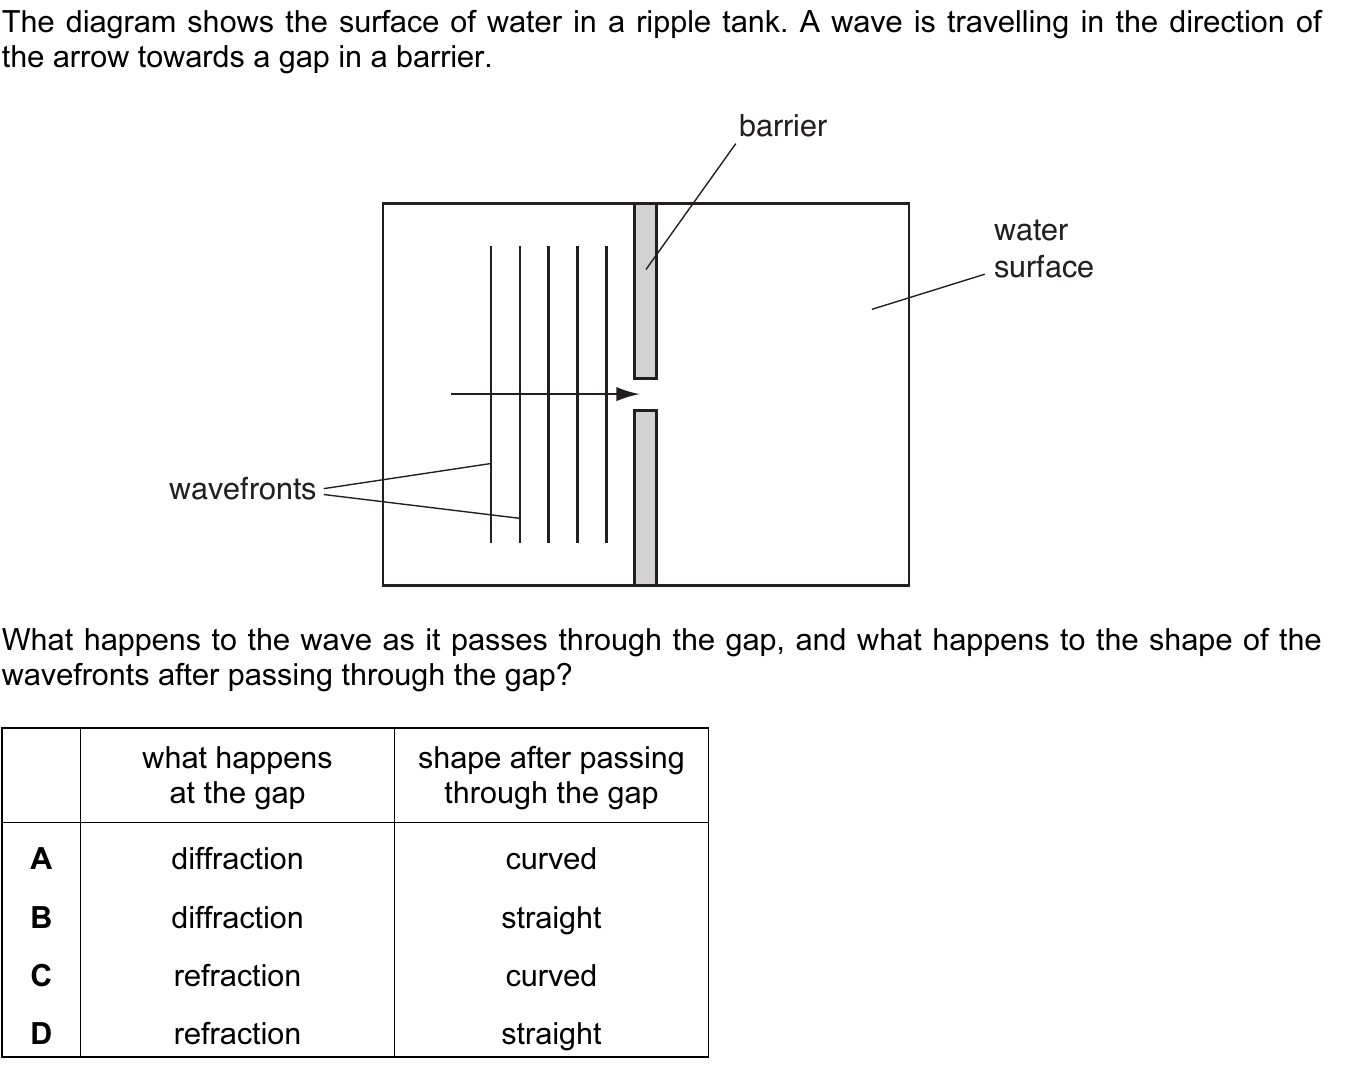 The diagram shows the surface of water in a ripple tank. A wave is travelling in the direction of
the arrow towards a gap in a barrier.
barrier
water
surface
wavefronts
What happens to the wave as it passes through the gap, and what happens to the shape of the
wavefronts after passing through the gap?
what happens
at the gap
shape after passing
through the gap
A diffraction curved
B diffraction straight
C refraction curved
D refraction straight